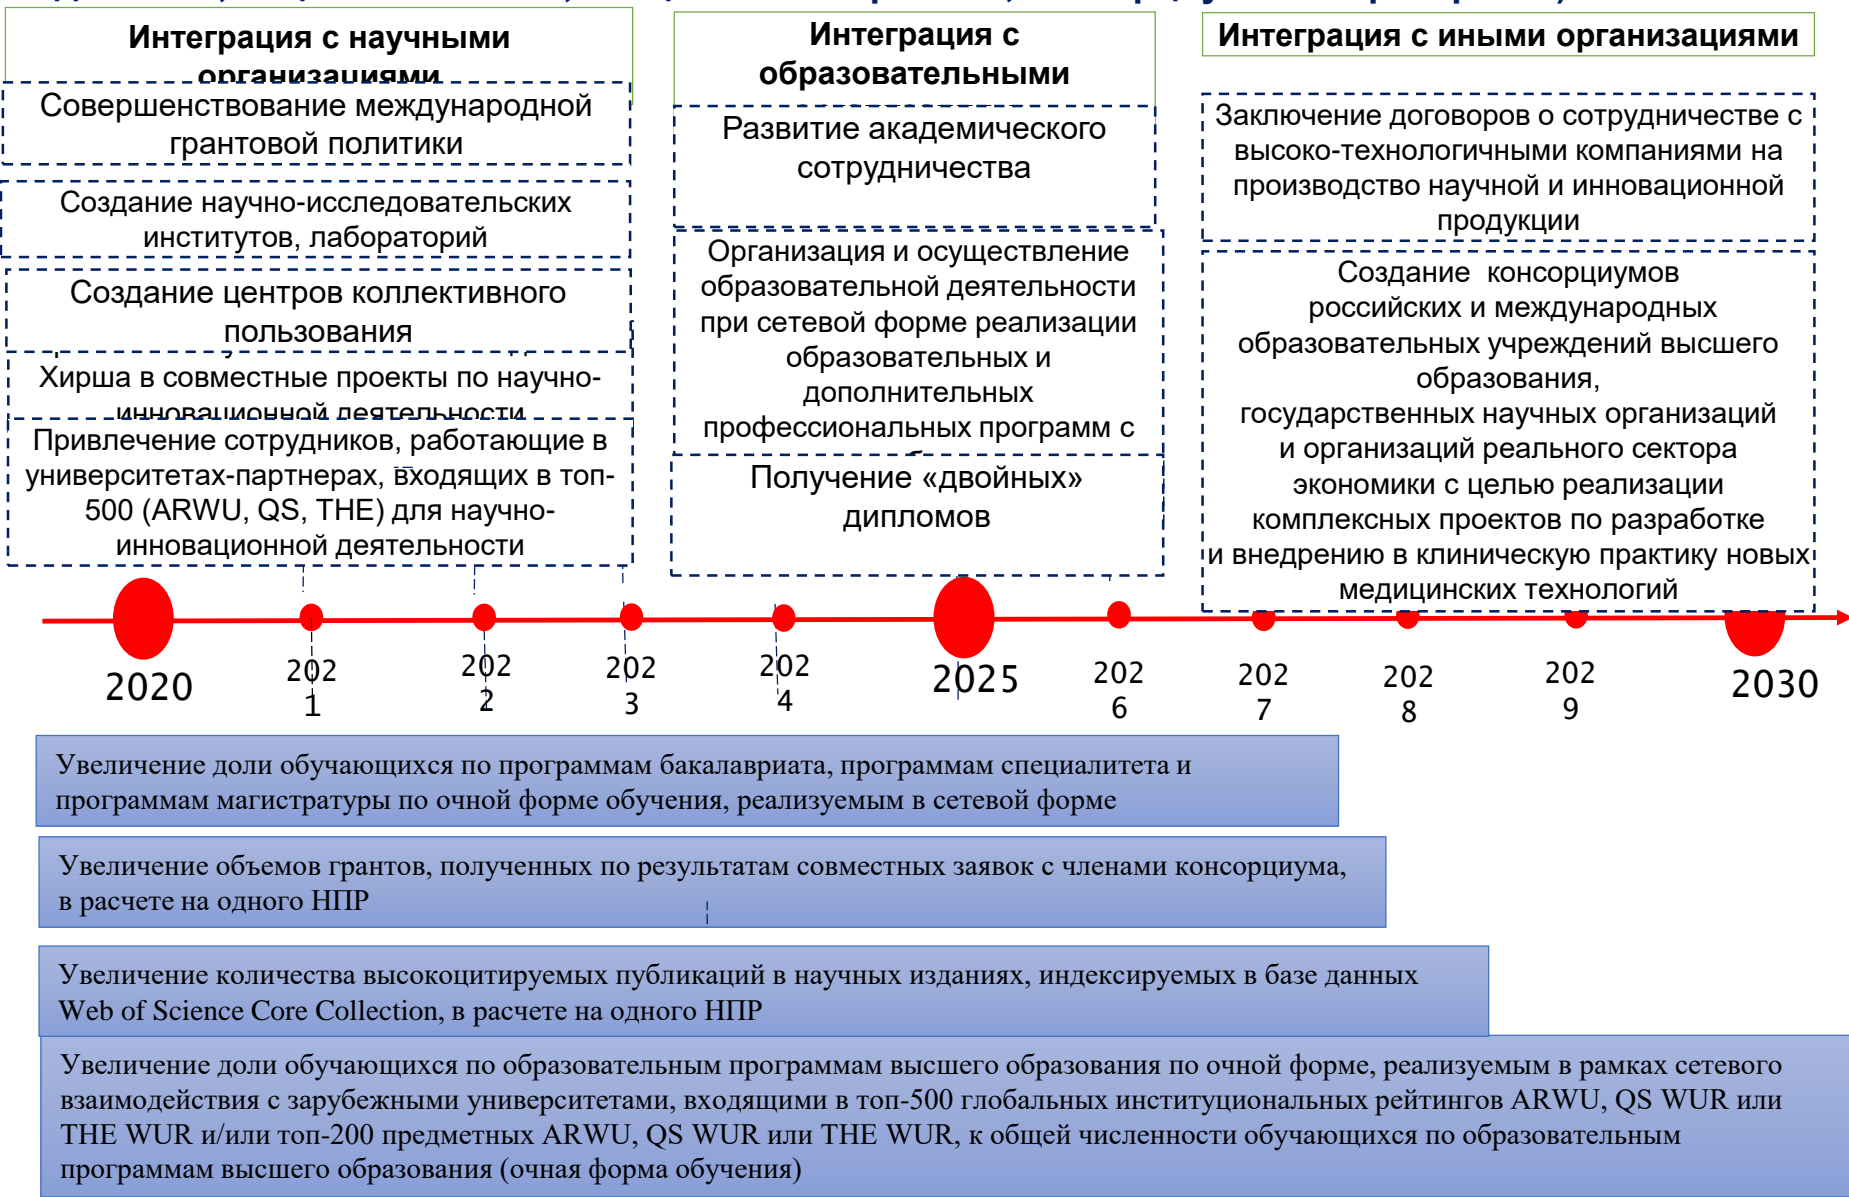 Интеграция с научными
организациями
Совершенствование международной
грантовой политики
Создание научно-исследовательских
институтов, лабораторий
Создание центров коллективного
пользования
Хирша в совместные проекты по научно-
инновационной деятельности
Привлечение сотрудников, работающие в
университетах-партнерах, входящих в топ-
500 (ARWU, QS, THE) для научно-
инновационной деятельности
Интеграция с
образовательными
Развитие академического
сотрудничества
Организация и осуществление
образовательной деятельности
при сетевой форме реализации
образовательных и
дополнительных
профессиональных программ с
Получение «двойных»
дипломов
Интеграция с иными организациями
Заключение договоров о сотрудничестве с
высоко-технологичными компаниями на
производство научной и инновационной
продукции
Создание консорциумов
российских и международных
образовательных учреждений высшего
образования,
государственных научных организаций
и организаций реального сектора
экономики с целью реализации
комплексных проектов по разработке
и внедрению в клиническую практику новых
медицинских технологий
2020
202
1
202
2
202
3
202
4
2025
202
6
202
7
202
8
202
9
2030
Увеличение доли обучающихся по программам бакалавриата, программам специалитета и
программам магистратуры по очной форме обучения, реализуемым в сетевой форме
Увеличение объемов грантов, полученных по результатам совместных заявок с членами консорциума,
в расчете на одного НПР
Увеличение количества высокоцитируемых публикаций в научных изданиях, индексируемых в базе данных
Web of Science Core Collection, в расчете на одного НПР
Увеличение доли обучающихся по образовательным программам высшего образования по очной форме, реализуемым в рамках сетевого
взаимодействия с зарубежными университетами, входящими в топ-500 глобальных институциональных рейтингов ARWU, QS WUR или
THE WUR и/или топ-200 предметных ARWU, QS WUR или THE WUR, к общей численности обучающихся по образовательным
программам высшего образования (очная форма обучения)